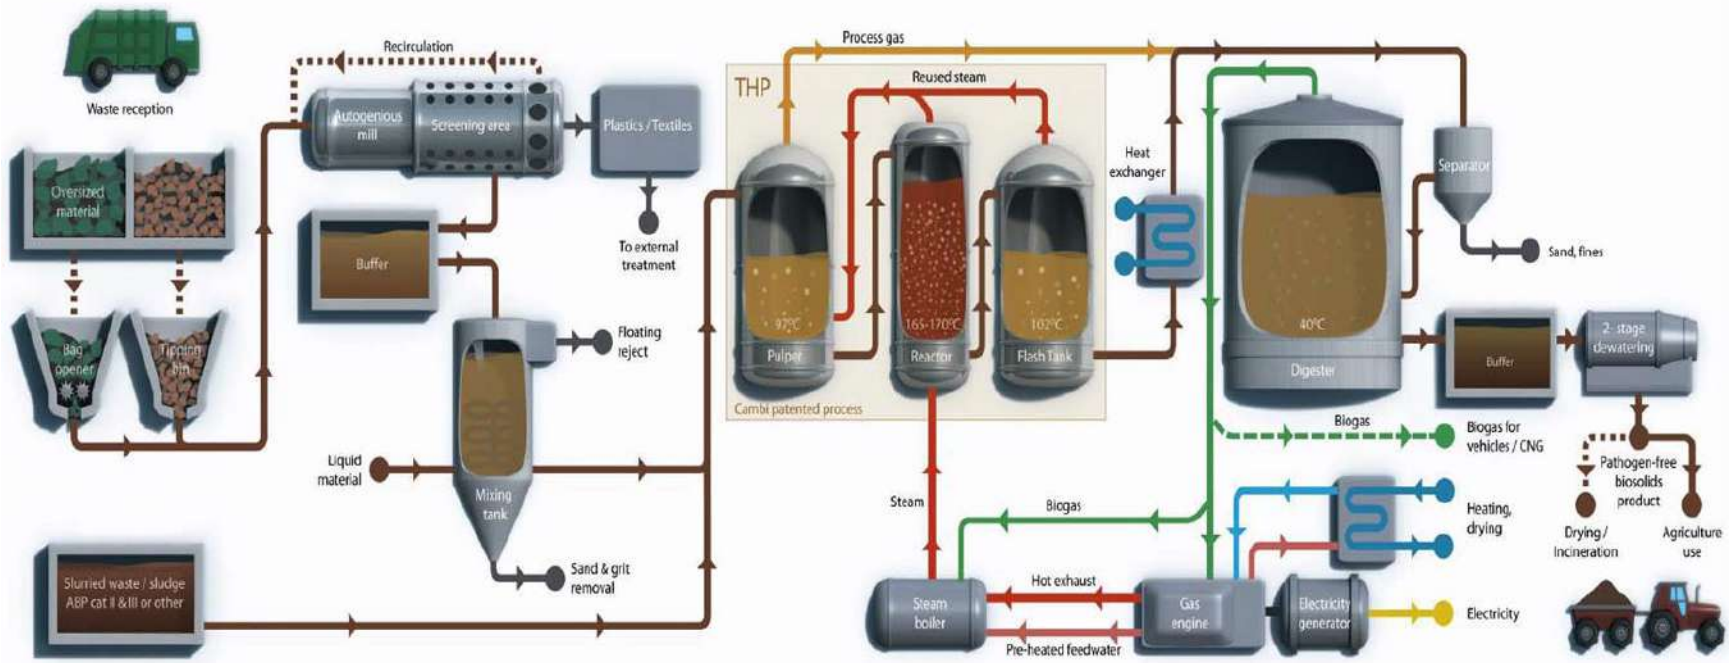 Waste reception
Oversized
material
Bag
opener
Tipping
bin
Recirculation
Autogenious
mill
Screening area
Plastics / Textiles
To external
treatment
Buffer
Floating
reject
Liquid
material
Mixing
tank
Sand & grit
removal
Slurried waste / sludge
ABP cat II & III or other
THP
Process gas
Reused steam
97°C
Pulper
165-170°C
Reactor
102°C
Flash Tank
Cambi patented process
Heat
exchanger
Separator
Sand, fines
40°C
Digester
Buffer
2- stage
dewatering
Biogas
Biogas for
vehicles / CNG
Pathogen-free
biosolids
product
Drying /
Incineration
Agriculture
use
Steam
Biogas
Heating,
drying
Hot exhaust
Steam
boiler
Gas
engine
Electricity
generator
Electricity
Pre-heated feedwater